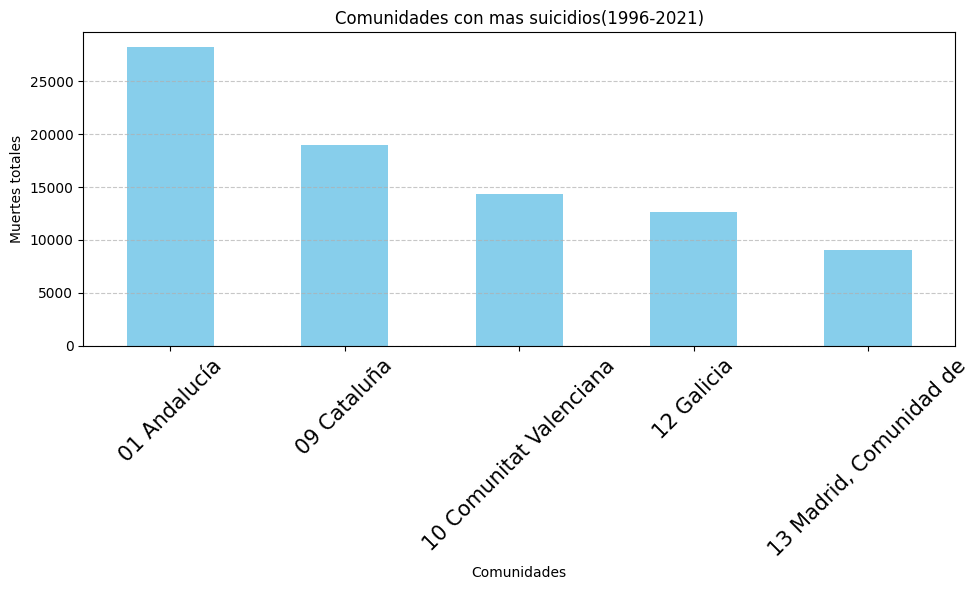 Comunidades con mas suicidios(1996-2021)
Muertes totales
25000
20000
15000
10000
5000
0
01 Andalucía
09 Cataluña
10 Comunitat Valenciana
12 Galicia
13 Madrid, Comunidad de
Comunidades